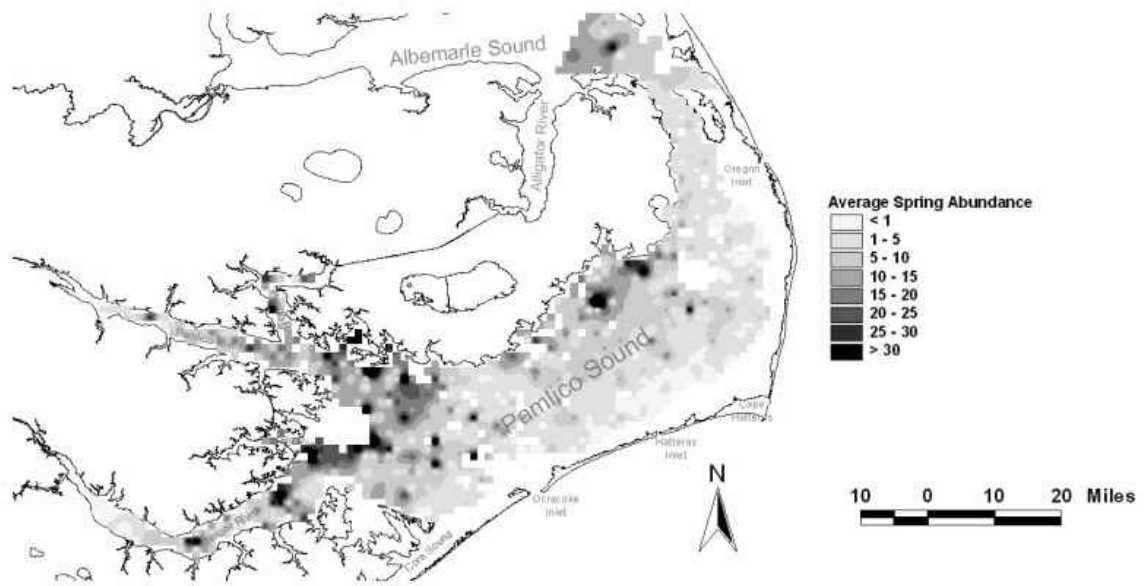 Albemarle Sound
Alligator River
Oregon
Inlet
Average Spring Abundance
< 1
1 - 5
5 - 10
10 - 15
15 - 20
20 - 25
25 - 30
> 30
Pamlico Sound
Cape
Hatteras
Hatteras
Inlet
Ocracoke
Inlet
Core Sound
N
10 0 10 20 Miles